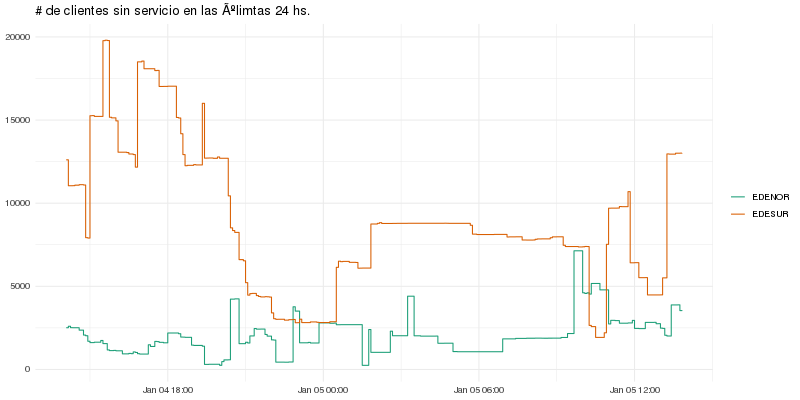 # de clientes sin servicio en las Ãºlimtas 24 hs.
20000
15000
10000
5000
0
Jan 04 18:00
Jan 05 00:00
Jan 05 06:00
Jan 05 12:00
EDENOR
EDESUR